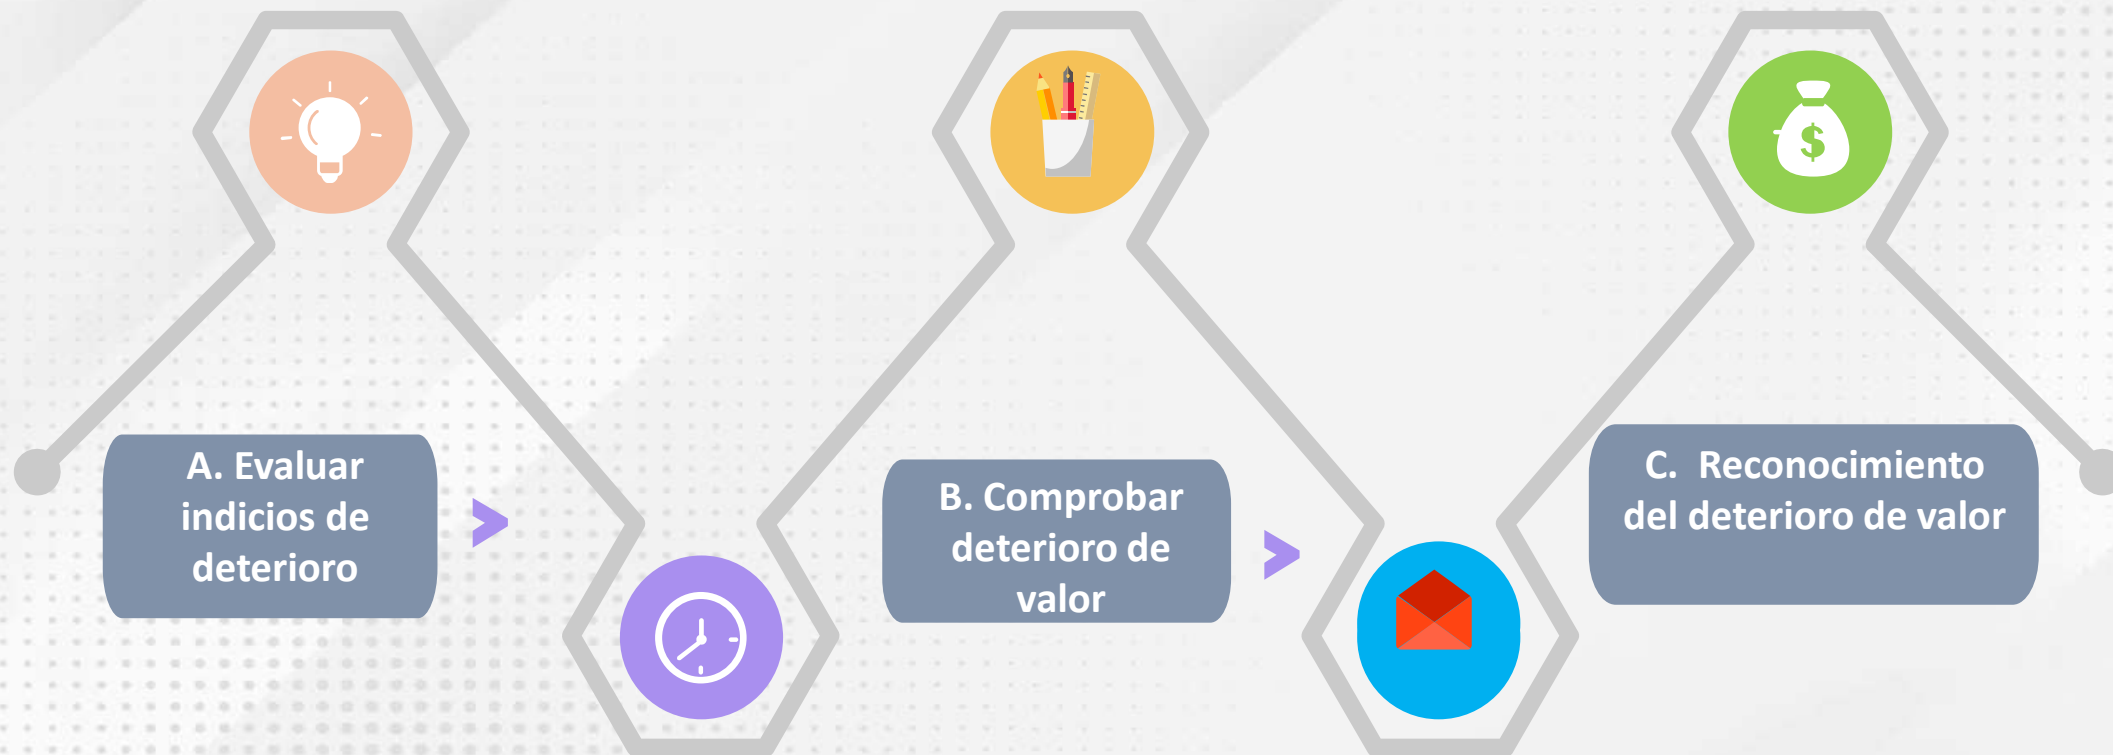 A. Evaluar
indicios de
deterioro
>
B. Comprobar
deterioro de
valor
>
C. Reconocimiento
del deterioro de valor
$